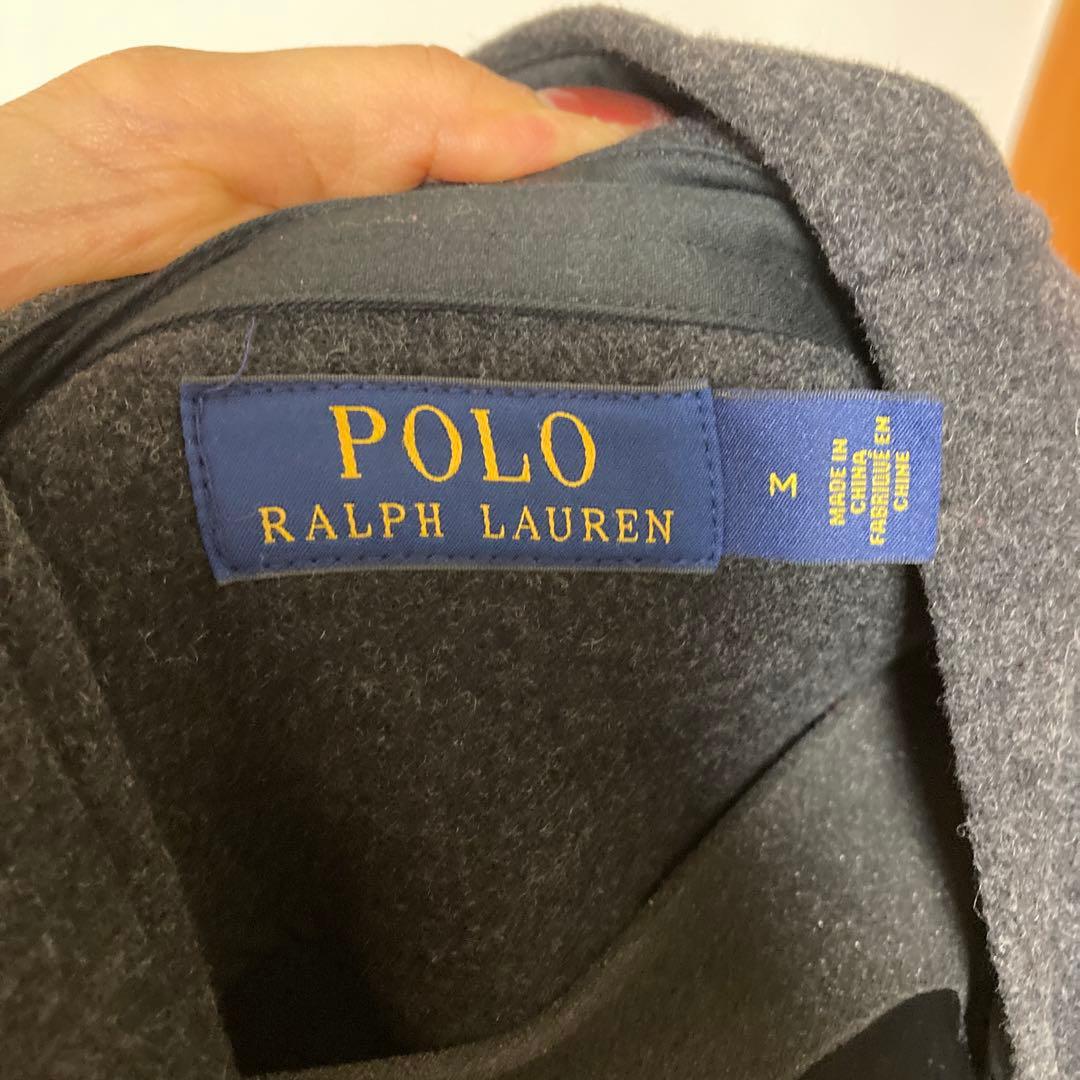 POLO
RALPH LAUREN
M
MADE IN
CHINA
FABRIQUÉ EN
CHINE